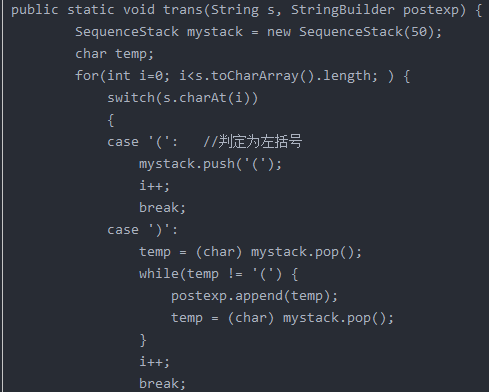 public static void trans(String s, StringBuilder postexp) {
SequenceStack mystack = new SequenceStack(50);
char temp;
for(int i=0; i<s.toCharArray().length; ) {
switch(s.charAt(i))
{
case '(': //判定为左括号
mystack.push('(');
i++;
break;
case ')':
temp = (char) mystack.pop();
while(temp != '(') {
postexp.append(temp);
temp = (char) mystack.pop();
}
i++;
break;